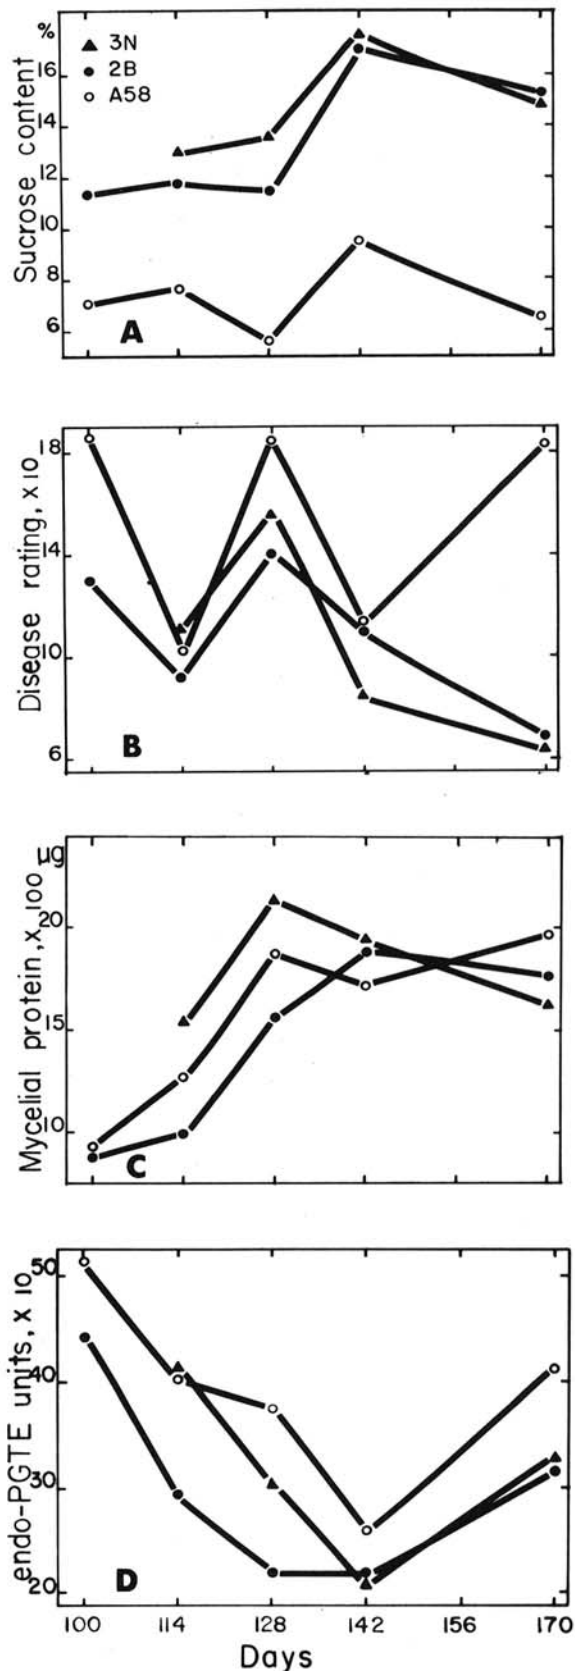 %
▲ 3N
● 2B
○ A58
16
14
12
10
8
6
Sucrose content
A
18
14
10
6
Disease rating, x 10
B
µg
20
15
10
Mycelial protein, x 100
C
50
40
30
20
endo-PGTE units, x 10
D
100 114 128 142 156 170
Days